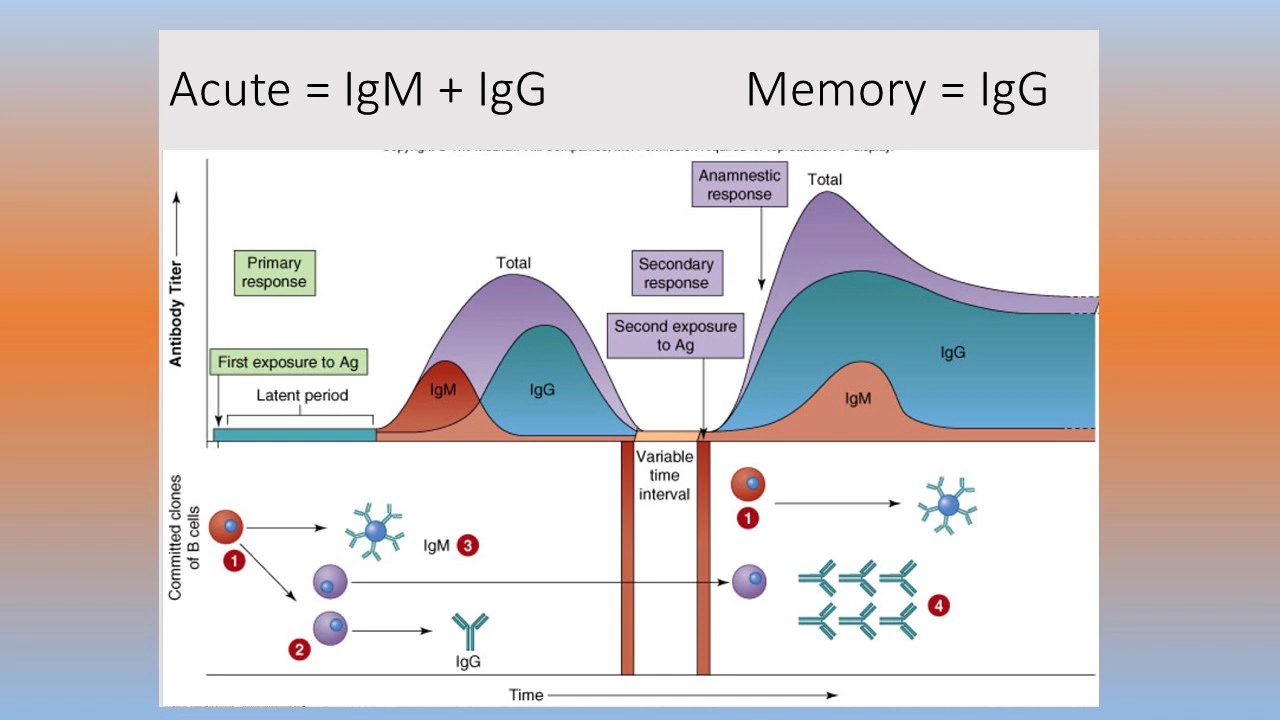 Acute = IgM + IgG
Memory = IgG
Anamnestic
response
Total
Primary
response
Total
Secondary
response
Antibody Titer
Second exposure
to Ag
First exposure to Ag
Latent period
IgM
IgG
IgG
IgM
Variable
time
interval
Committed clones
of B cells
1
IgM 3
2
IgG
1
4
Time